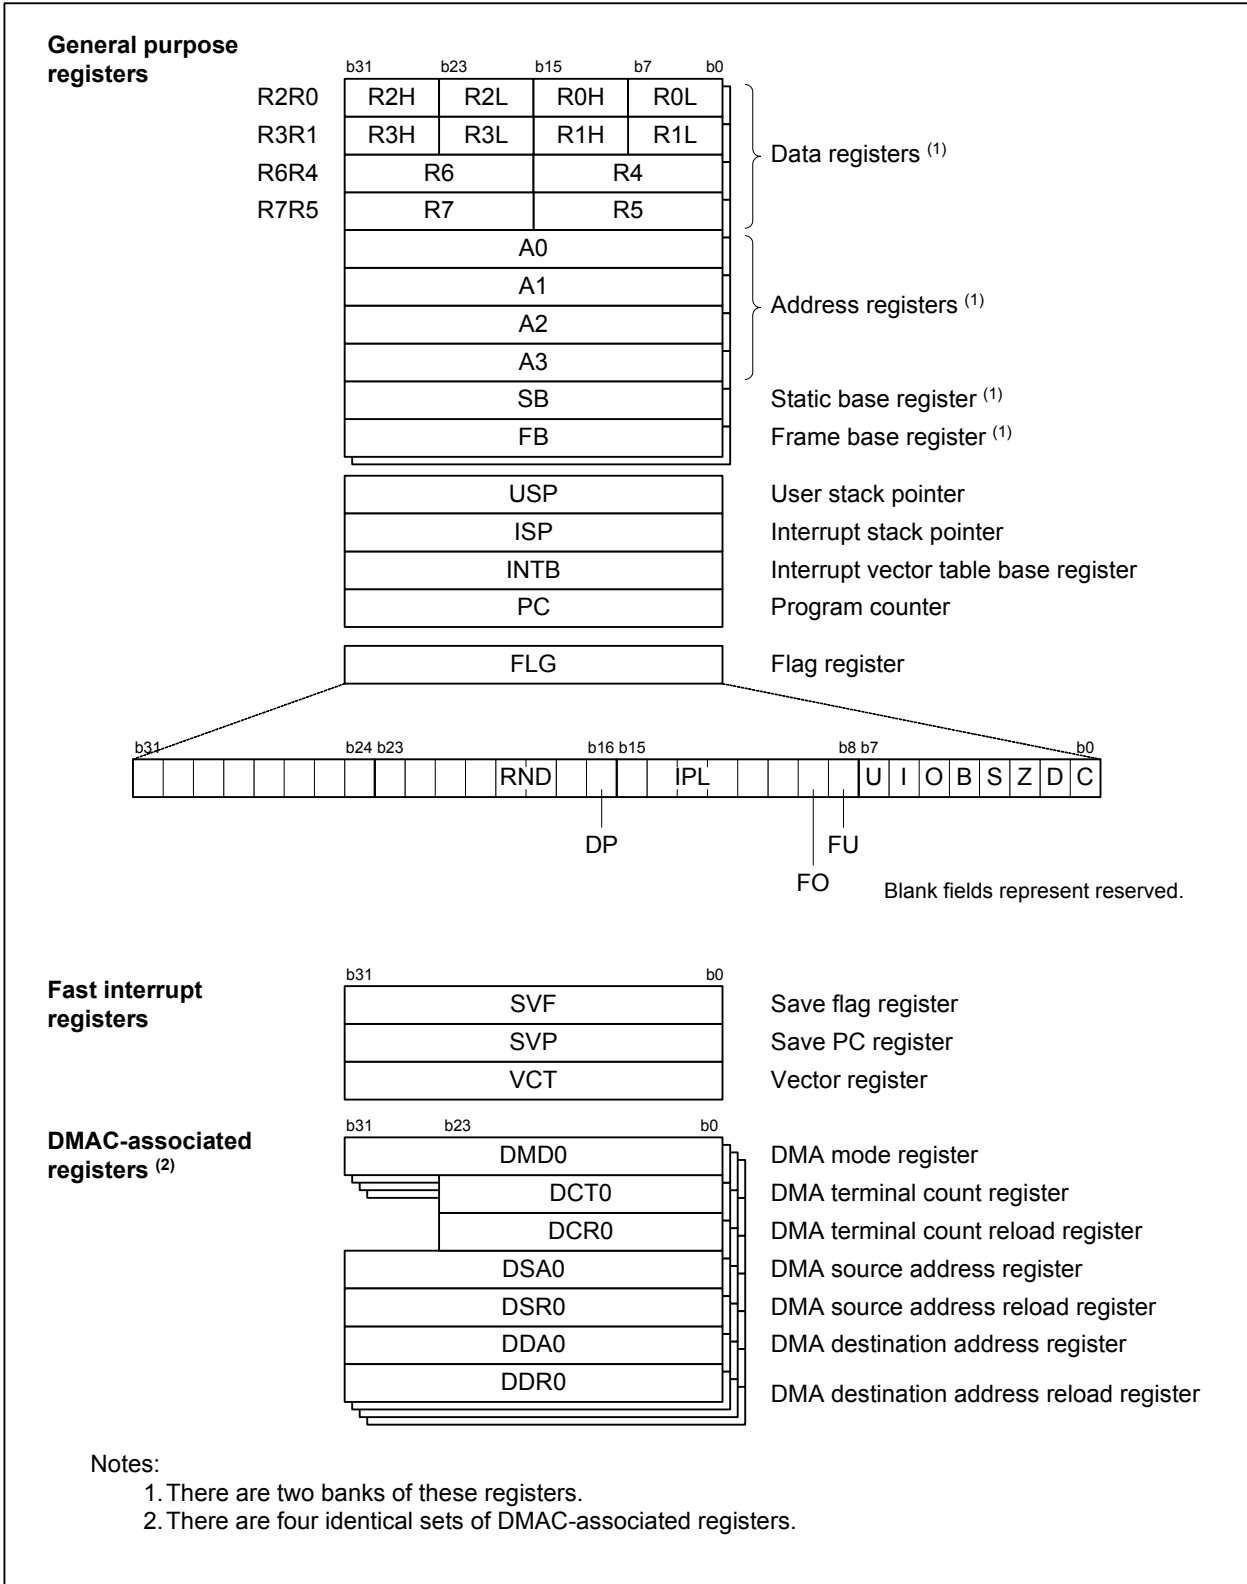 General purpose
registers
b31 b23 b15 b7 b0
R2R0 R2H R2L R0H R0L
R3R1 R3H R3L R1H R1L
Data registers (1)
R6R4 R6 R4
R7R5 R7 R5
A0
A1
Address registers (1)
A2
A3
SB Static base register (1)
FB Frame base register (1)
USP User stack pointer
ISP Interrupt stack pointer
INTB Interrupt vector table base register
PC Program counter
FLG Flag register
b31 b24 b23 b16 b15 b8 b7 b0
RND IPL U I O B S Z D C
DP FU
FO
Blank fields represent reserved.
Fast interrupt
registers
b31 b0
SVF Save flag register
SVP Save PC register
VCT Vector register
DMAC-associated
registers (2)
b31 b23 b0
DMD0 DMA mode register
DCT0 DMA terminal count register
DCR0 DMA terminal count reload register
DSA0 DMA source address register
DSR0 DMA source address reload register
DDA0 DMA destination address register
DDR0 DMA destination address reload register
Notes:
1. There are two banks of these registers.
2. There are four identical sets of DMAC-associated registers.